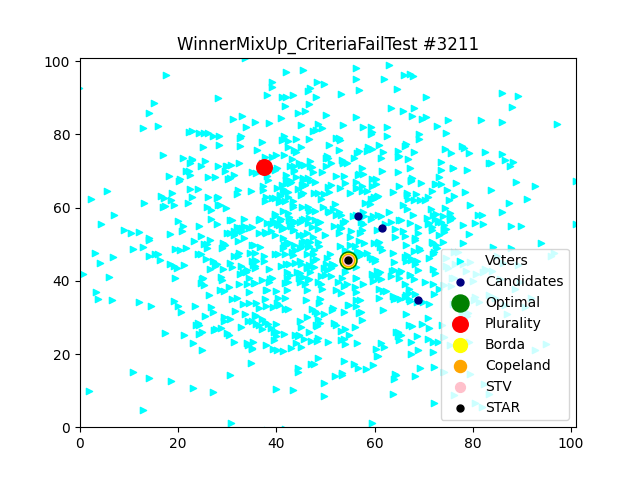 WinnerMixUp_CriteriaFailTest #3211
100
80
60
40
20
0
0 20 40 60 80 100
Voters
Candidates
Optimal
Plurality
Borda
Copeland
STV
STAR